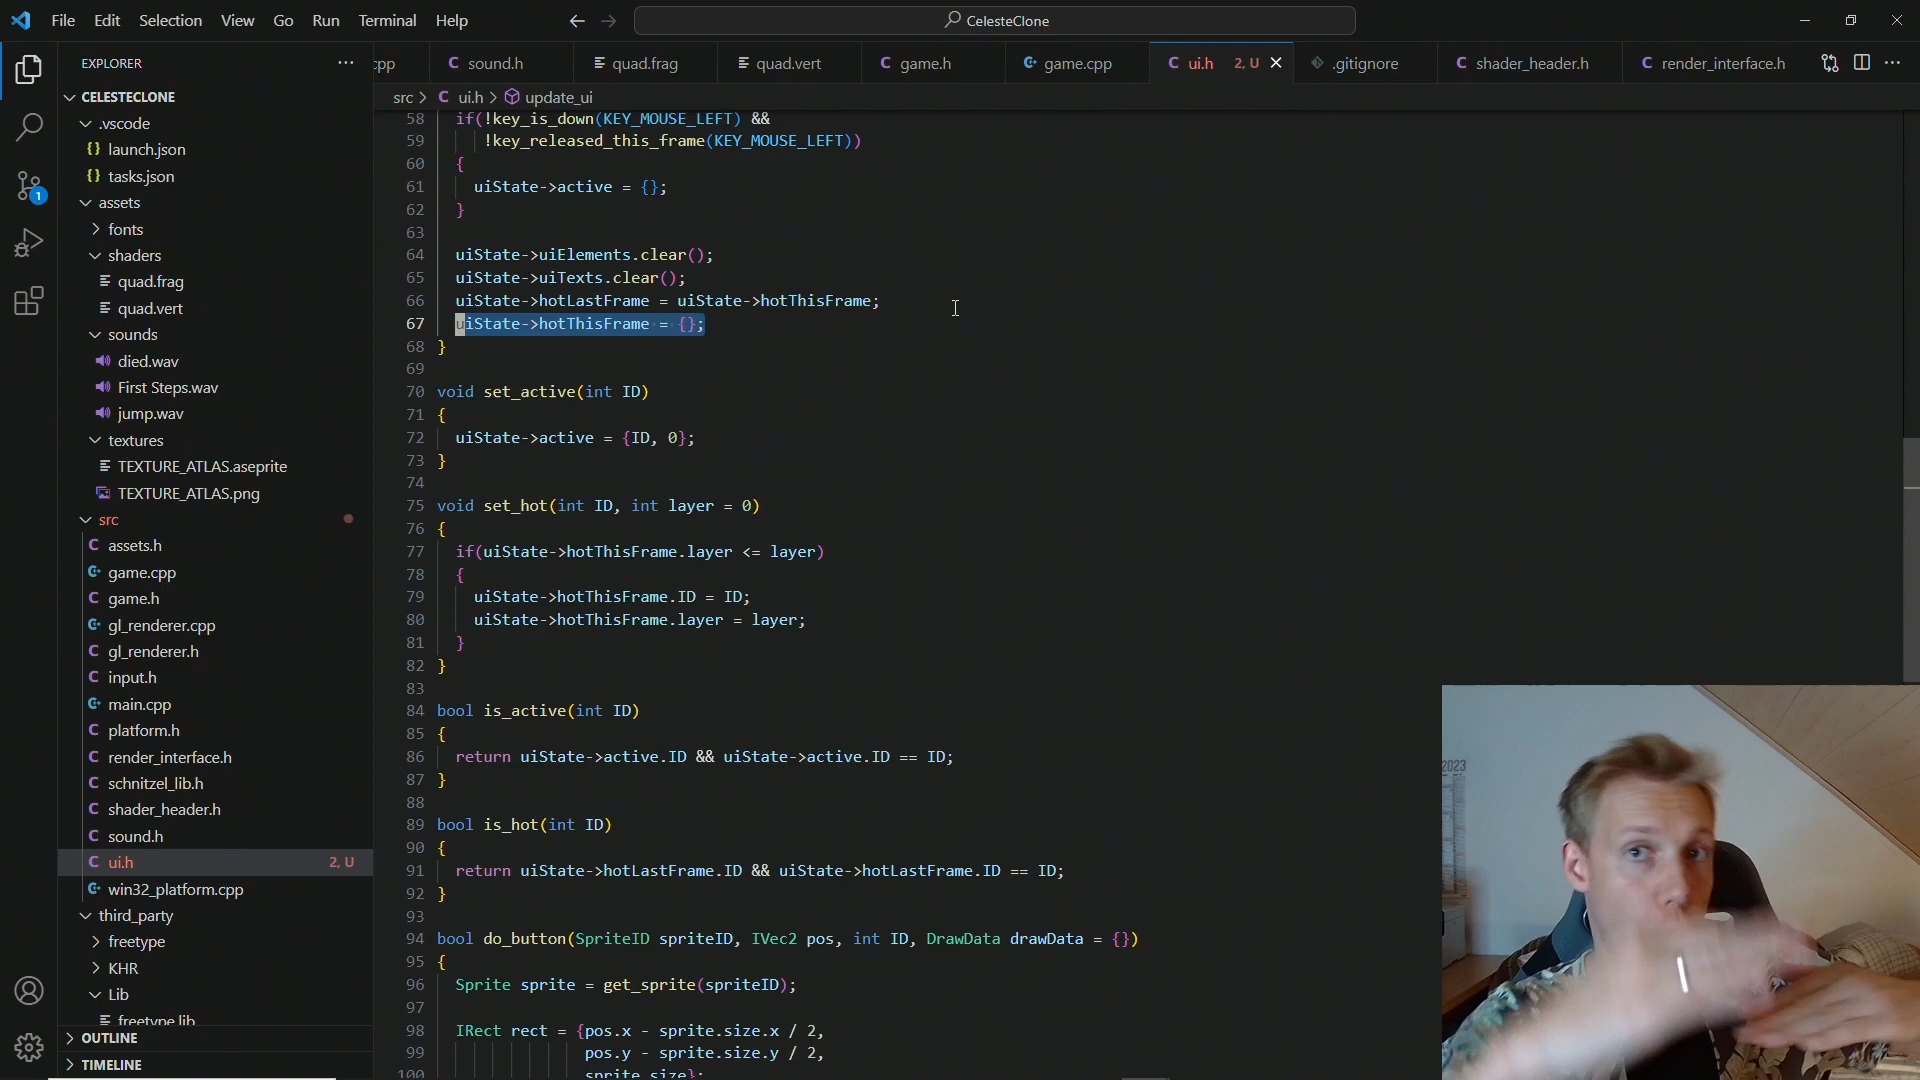 File Edit Selection View Go Run Terminal Help
CelesteClone
EXPLORER
CELESTECLONE
.vscode
launch.json
tasks.json
assets
fonts
shaders
quad.frag
quad.vert
sounds
died.wav
First Steps.wav
jump.wav
textures
TEXTURE_ATLAS.aseprite
TEXTURE_ATLAS.png
src
assets.h
game.cpp
game.h
gl_renderer.cpp
gl_renderer.h
input.h
main.cpp
platform.h
render_interface.h
schnitzel_lib.h
shader_header.h
sound.h
ui.h 2, U
win32_platform.cpp
third_party
freetype
KHR
Lib
freetype.lib
OUTLINE
TIMELINE
1
cpp sound.h quad.frag quad.vert game.h game.cpp ui.h 2, U .gitignore shader_header.h render_interface.h
src > ui.h > update_ui
58 if(!key_is_down(KEY_MOUSE_LEFT) &&
59 !key_released_this_frame(KEY_MOUSE_LEFT))
60 {
61 uiState->active = {};
62 }
63
64 uiState->uiElements.clear();
65 uiState->uiTexts.clear();
66 uiState->hotLastFrame = uiState->hotThisFrame;
67 uiState->hotThisFrame = {};
68 }
69
70 void set_active(int ID)
71 {
72 uiState->active = {ID, 0};
73 }
74
75 void set_hot(int ID, int layer = 0)
76 {
77 if(uiState->hotThisFrame.layer <= layer)
78 {
79 uiState->hotThisFrame.ID = ID;
80 uiState->hotThisFrame.layer = layer;
81 }
82 }
83
84 bool is_active(int ID)
85 {
86 return uiState->active.ID && uiState->active.ID == ID;
87 }
88
89 bool is_hot(int ID)
90 {
91 return uiState->hotLastFrame.ID && uiState->hotLastFrame.ID == ID;
92 }
93
94 bool do_button(SpriteID spriteID, IVec2 pos, int ID, DrawData drawData = {})
95 {
96 Sprite sprite = get_sprite(spriteID);
97
98 IRect rect = {pos.x - sprite.size.x / 2,
99 pos.y - sprite.size.y / 2,
100 sprite.size};
2023